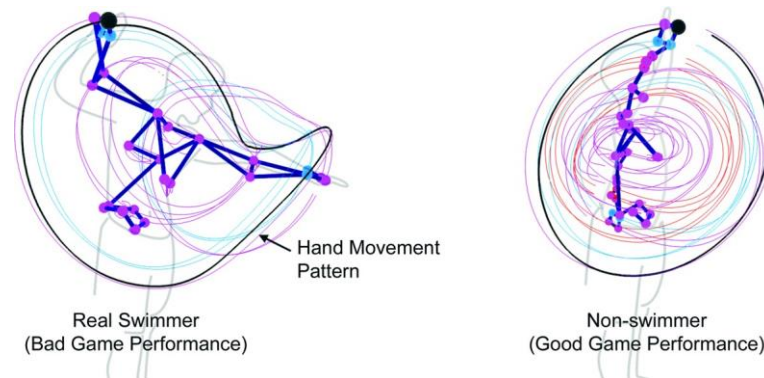 Hand Movement
Pattern
Real Swimmer
(Bad Game Performance)
Non-swimmer
(Good Game Performance)